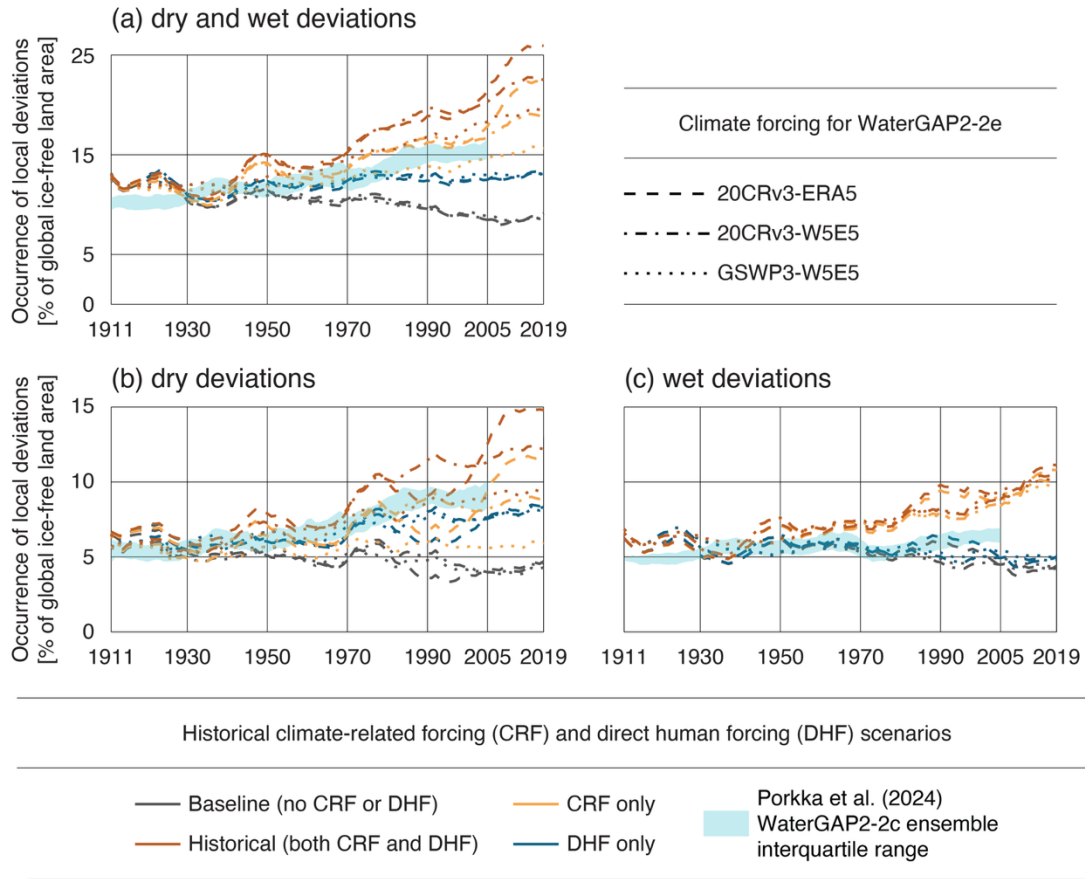 (a) dry and wet deviations
Occurrence of local deviations
[% of global ice-free land area]
25
15
5
0
1911 1930 1950 1970 1990 2005 2019
Climate forcing for WaterGAP2-2e
20CRv3-ERA5
20CRv3-W5E5
GSWP3-W5E5
(b) dry deviations
Occurrence of local deviations
[% of global ice-free land area]
15
10
5
0
1911 1930 1950 1970 1990 2005 2019
(c) wet deviations
1911 1930 1950 1970 1990 2005 2019
Historical climate-related forcing (CRF) and direct human forcing (DHF) scenarios
Baseline (no CRF or DHF)
Historical (both CRF and DHF)
CRF only
DHF only
Porkka et al. (2024)
WaterGAP2-2c ensemble
interquartile range